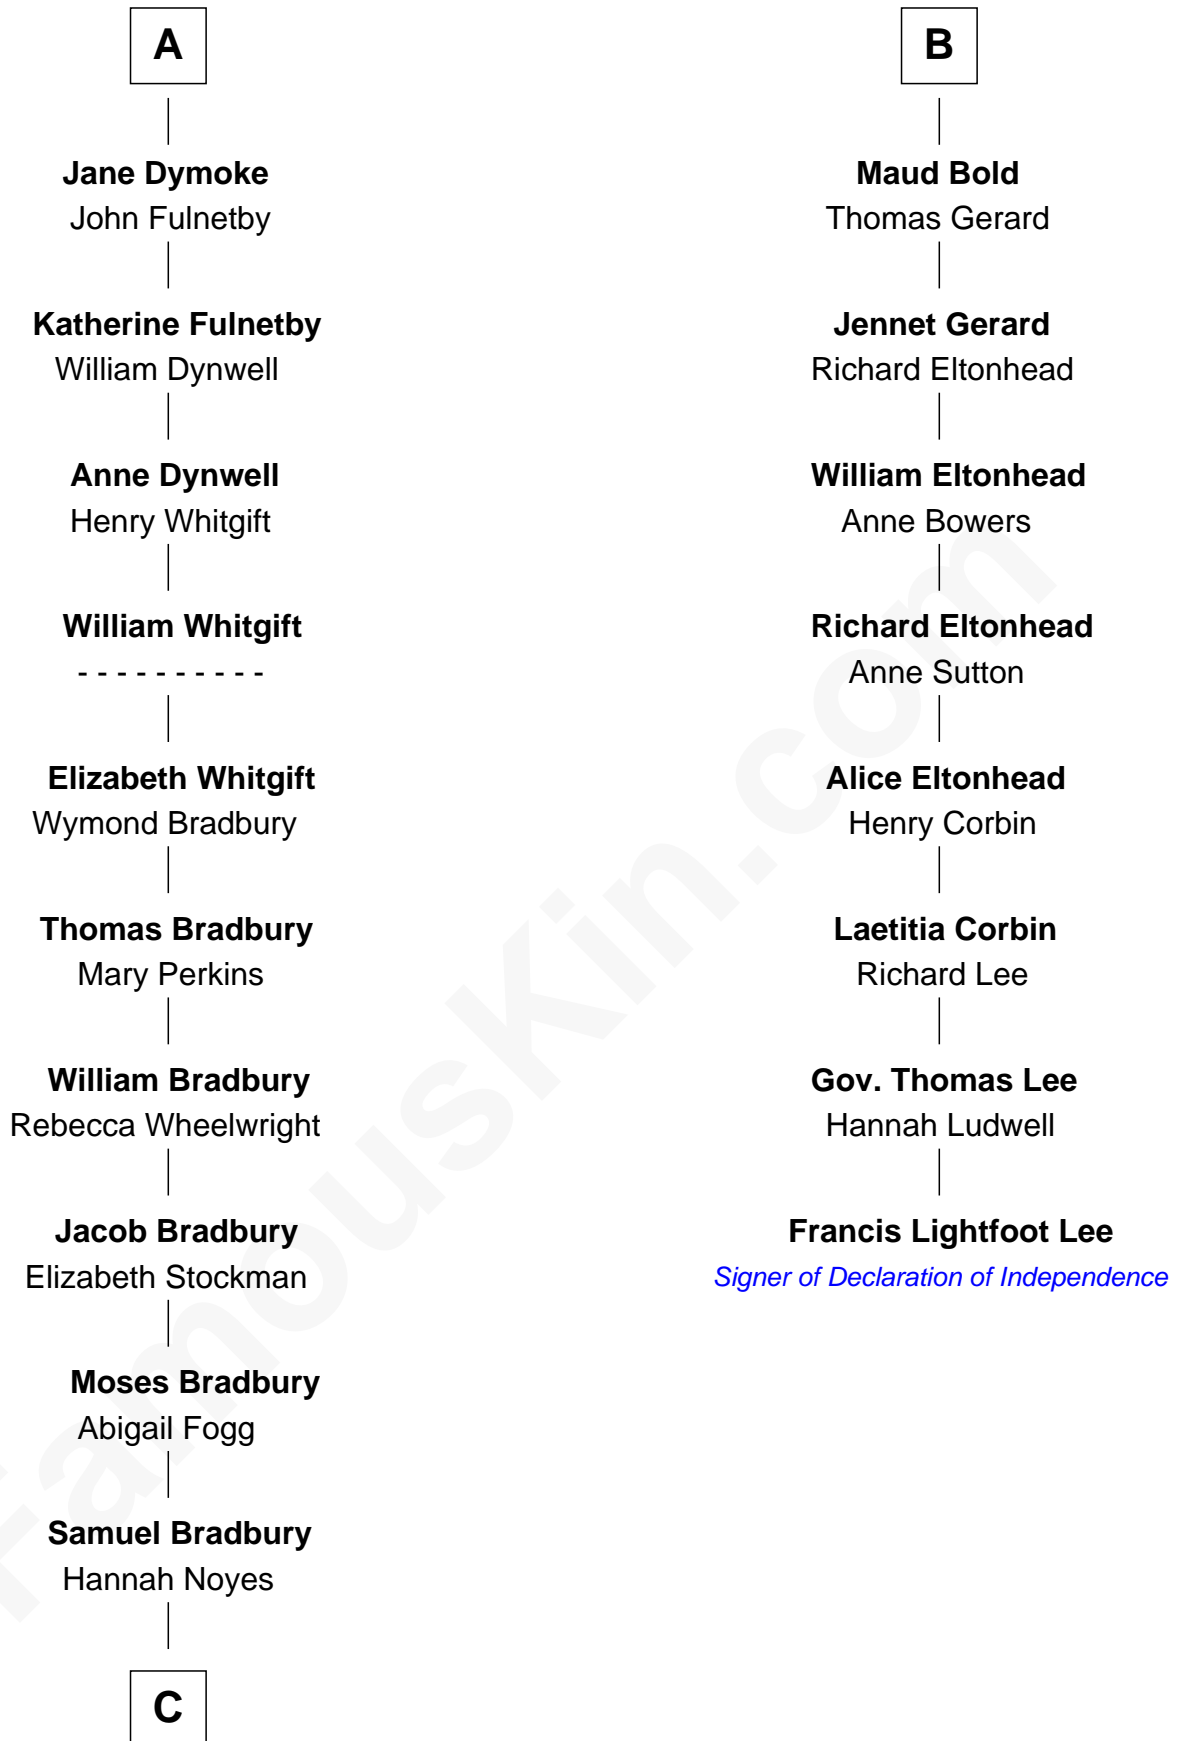 A
Jane Dymoke
John Fulnetby
Katherine Fulnetby
William Dynwell
Anne Dynwell
Henry Whitgift
William Whitgift
- - - - - - - - - -
Elizabeth Whitgift
Wymond Bradbury
Thomas Bradbury
Mary Perkins
William Bradbury
Rebecca Wheelwright
Jacob Bradbury
Elizabeth Stockman
Moses Bradbury
Abigail Fogg
Samuel Bradbury
Hannah Noyes
C
B
Maud Bold
Thomas Gerard
Jennet Gerard
Richard Eltonhead
William Eltonhead
Anne Bowers
Richard Eltonhead
Anne Sutton
Alice Eltonhead
Henry Corbin
Laetitia Corbin
Richard Lee
Gov. Thomas Lee
Hannah Ludwell
Francis Lightfoot Lee
Signer of Declaration of Independence
FamousKin.com